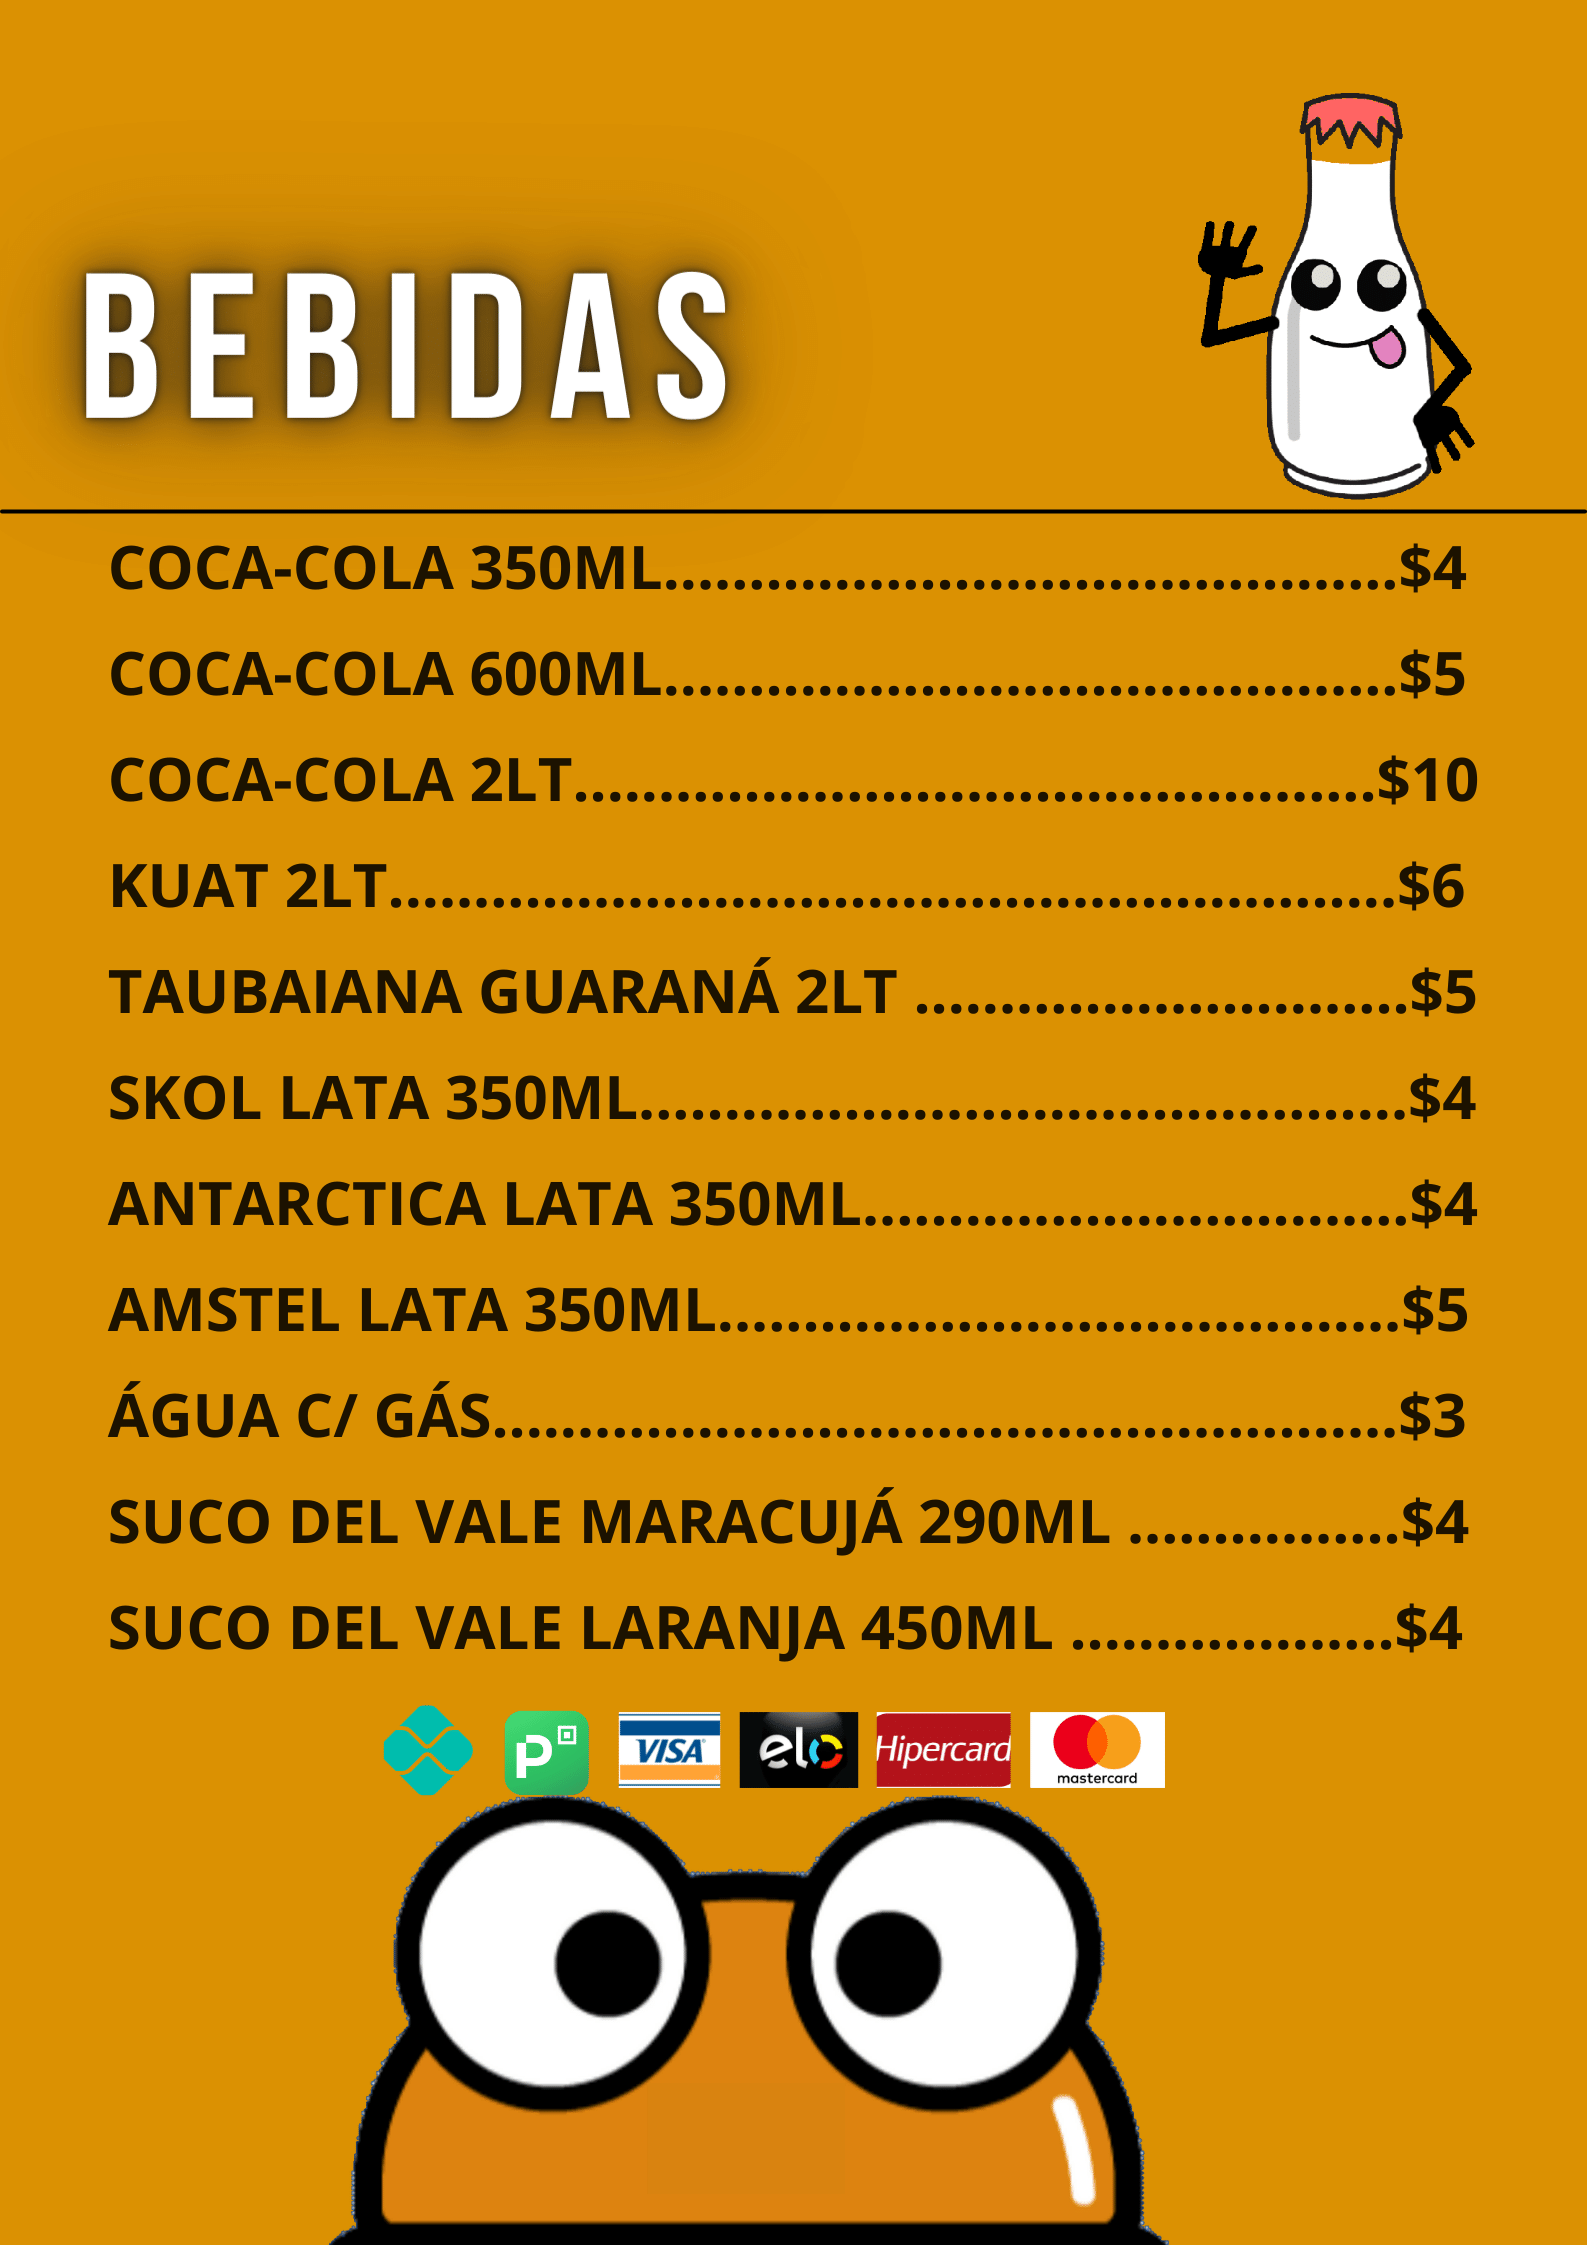 BEBIDAS
COCA-COLA 350ML...........................................$4
COCA-COLA 600ML...........................................$5
COCA-COLA 2LT...............................................$10
KUAT 2LT...........................................................$6
TAUBAIANA GUARANÁ 2LT .............................$5
SKOL LATA 350ML.............................................$4
ANTARCTICA LATA 350ML................................$4
AMSTEL LATA 350ML........................................$5
ÁGUA C/ GÁS.....................................................$3
SUCO DEL VALE MARACUJÁ 290ML ................$4
SUCO DEL VALE LARANJA 450ML ...................$4
P VISA elo Hipercard mastercard